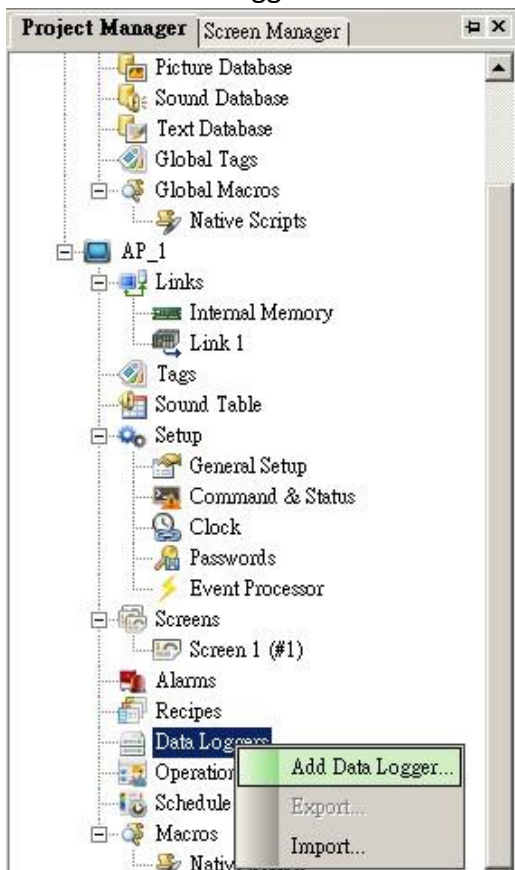 Project Manager Screen Manager
Picture Database
Sound Database
Text Database
Global Tags
Global Macros
Native Scripts
AP_1
Links
Internal Memory
Link 1
Tags
Sound Table
Setup
General Setup
Command & Status
Clock
Passwords
Event Processor
Screens
Screen 1 (#1)
Alarms
Recipes
Data Loggers
Add Data Logger...
Operation
Schedule
Export...
Macros
Import...